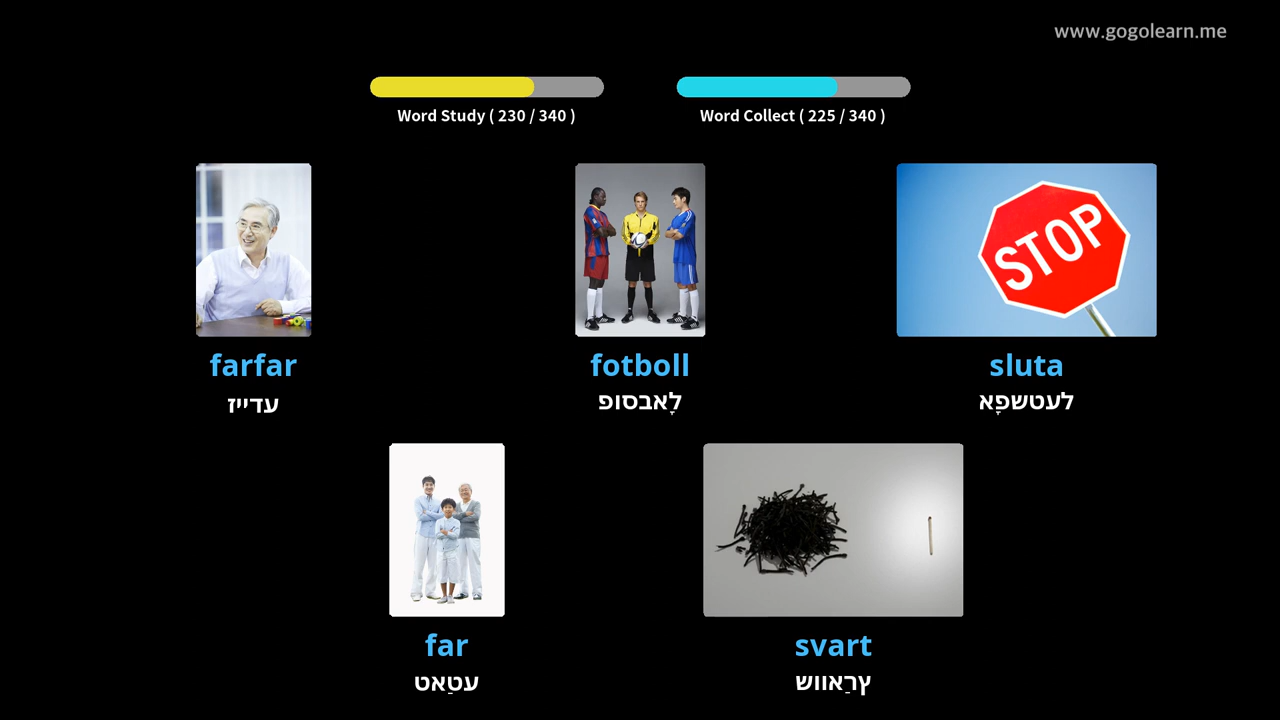 www.gogolearn.me
Word Study ( 230 / 340 )
Word Collect ( 225 / 340 )
farfar
עדייז
fotboll
לָאבסופ
sluta
לעטשפָא
far
עטַאט
svart
ץרַאווש